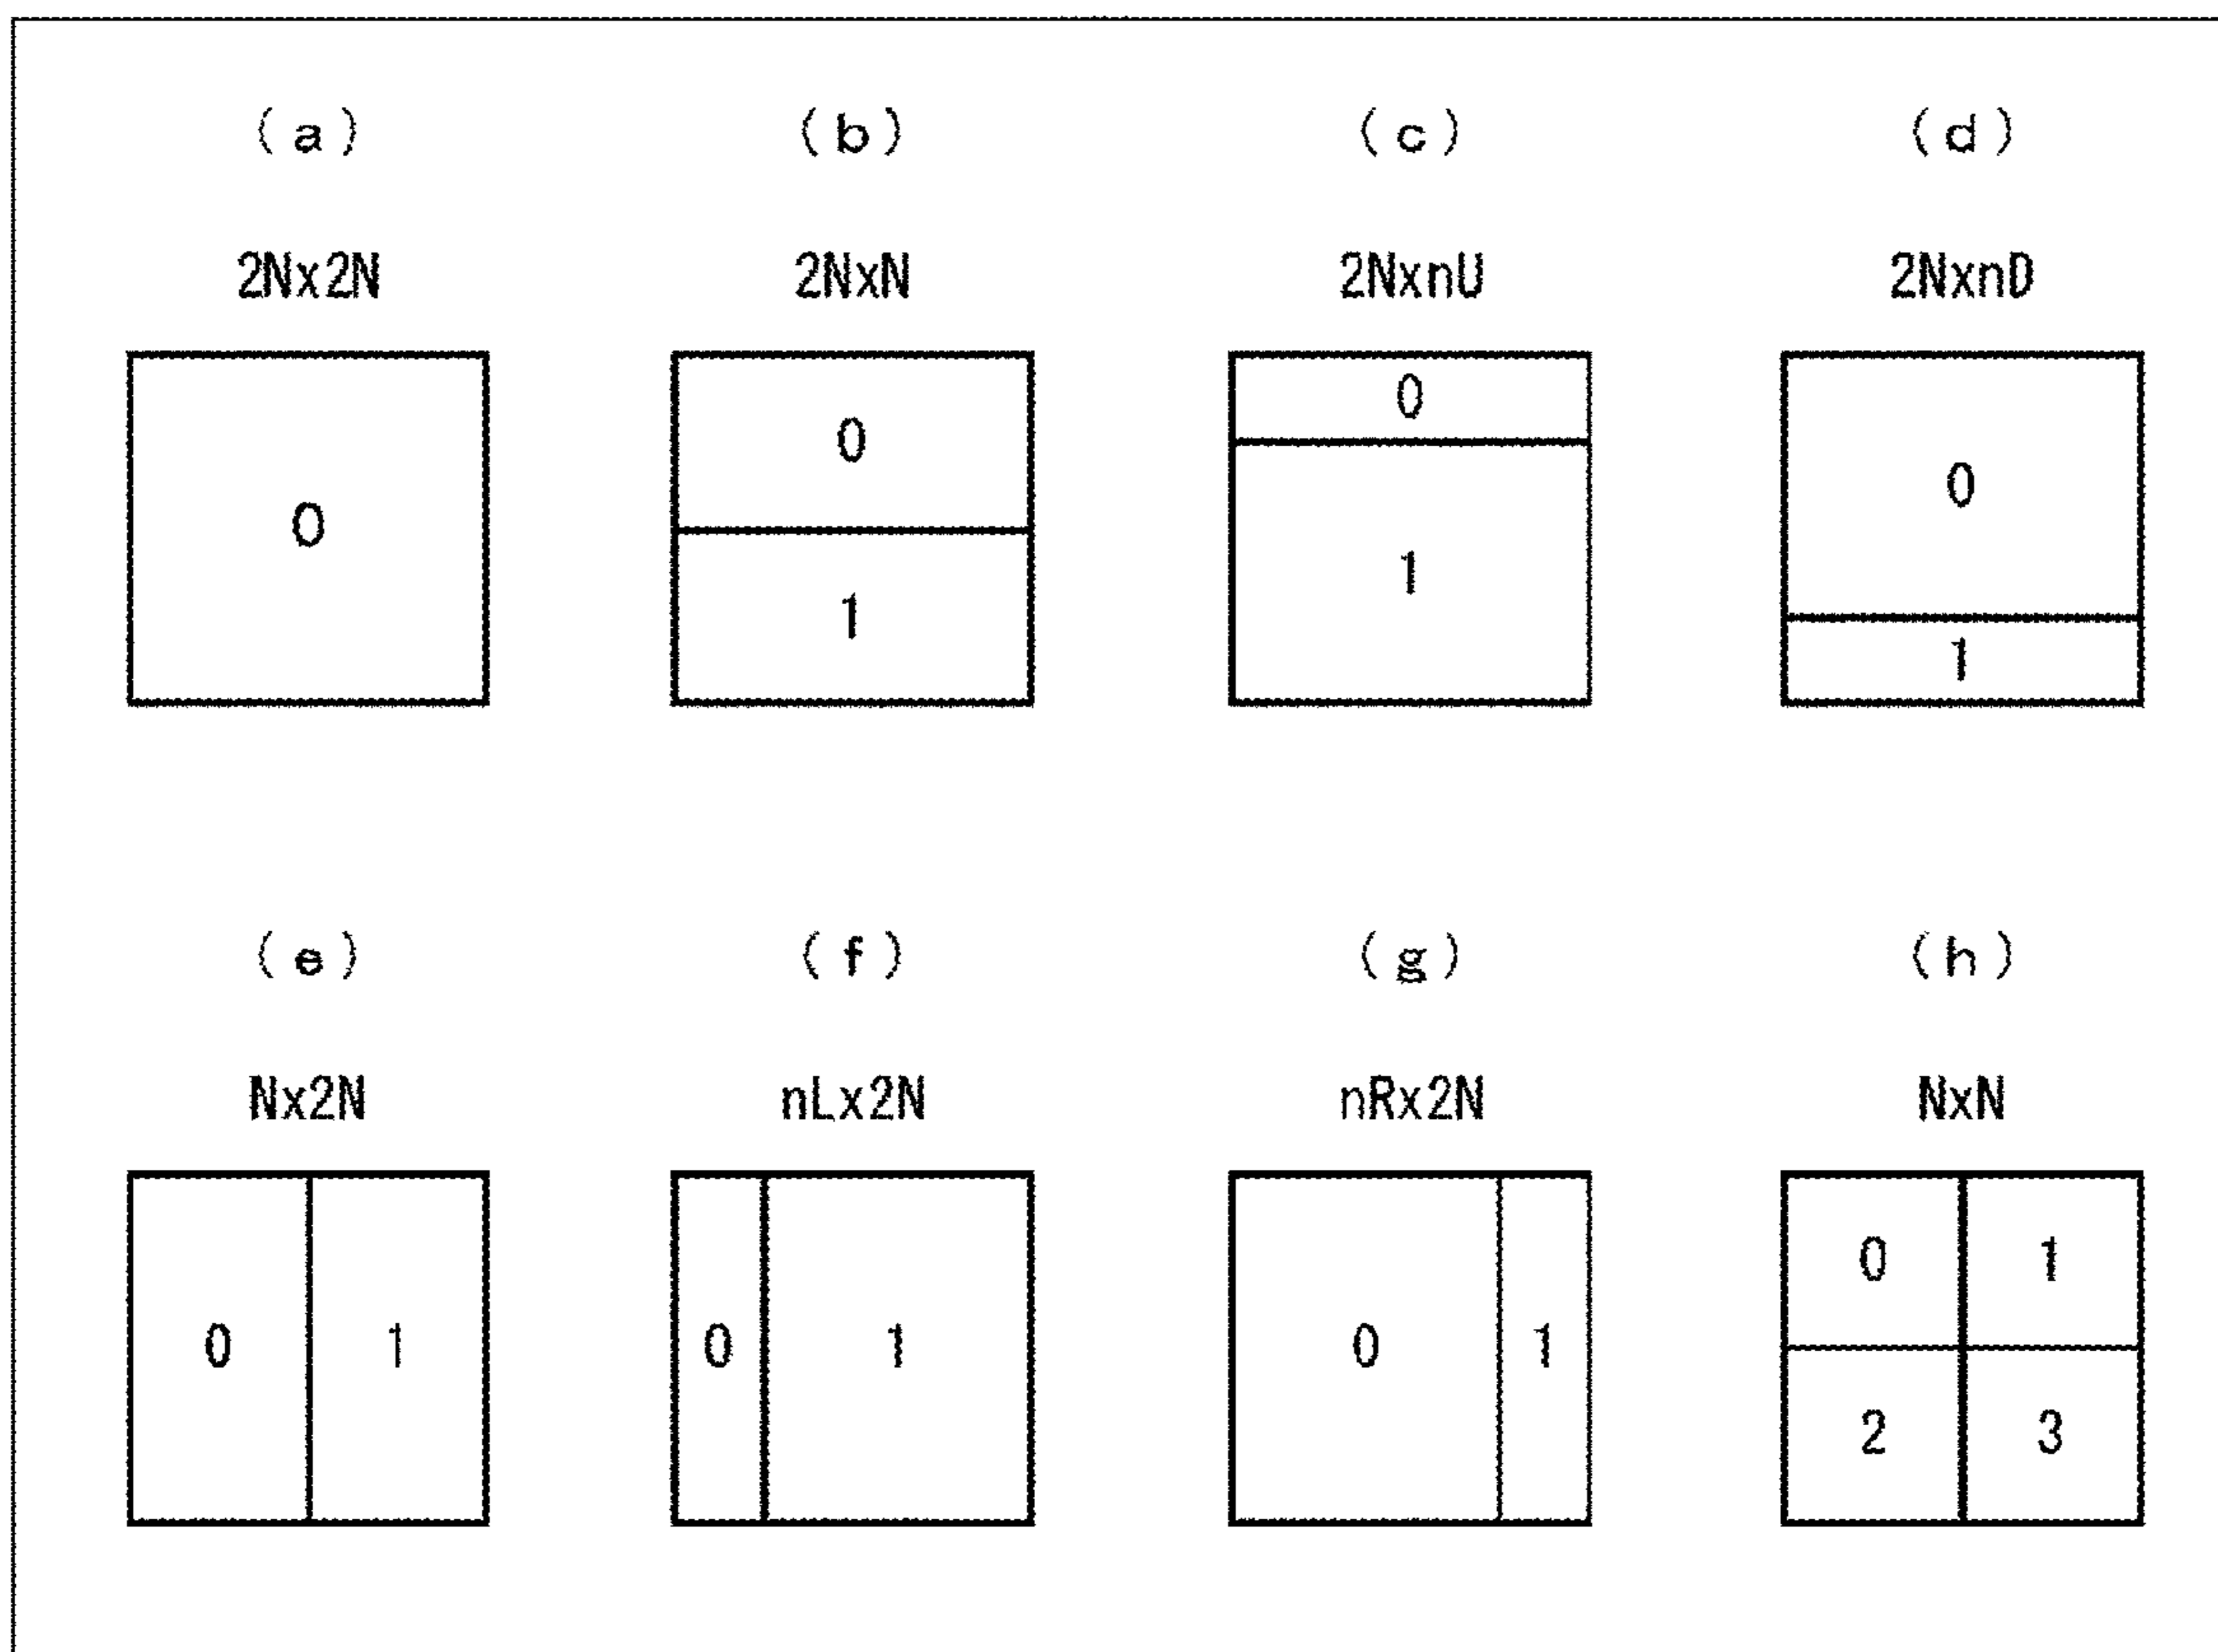 (a) (b) (c) (d)
2Nx2N 2NxN 2NxnU 2NxnD
0 0 0 0
1 1 1
(e) (f) (g) (h)
Nx2N nLx2N nRx2N NxN
0 1 0 1 0 1 0 1
2 3